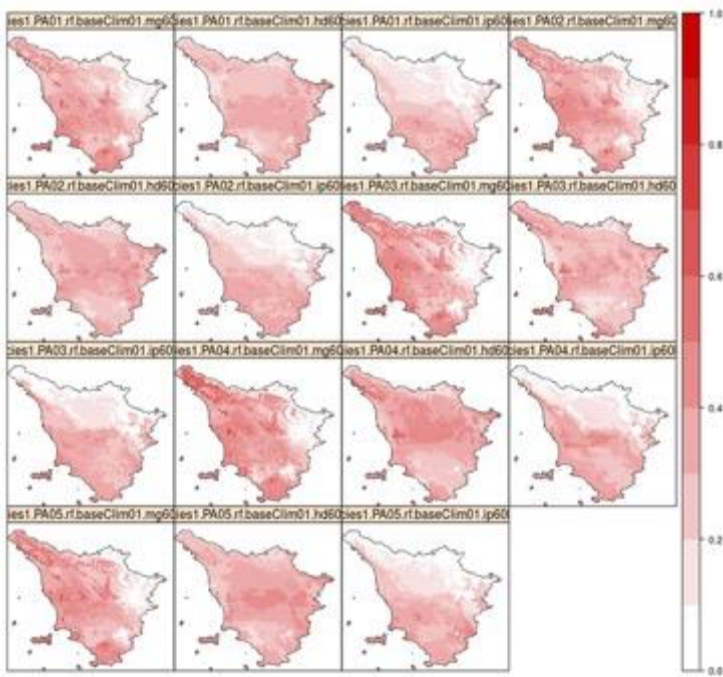 ies1.PA01.rf.baseClim01.mg60 ies1.PA01.rf.baseClim01.hd60 ies1.PA01.rf.baseClim01.ip60 ies1.PA02.rf.baseClim01.mg60
ies1.PA02.rf.baseClim01.hd60 ies1.PA02.rf.baseClim01.ip60 ies1.PA03.rf.baseClim01.mg60 ies1.PA03.rf.baseClim01.hd60
ies1.PA03.rf.baseClim01.ip60 ies1.PA04.rf.baseClim01.mg60 ies1.PA04.rf.baseClim01.hd60 ies1.PA04.rf.baseClim01.ip60
ies1.PA05.rf.baseClim01.mg60 ies1.PA05.rf.baseClim01.hd60 ies1.PA05.rf.baseClim01.ip60
1.0
0.8
0.6
0.4
0.2
0.0